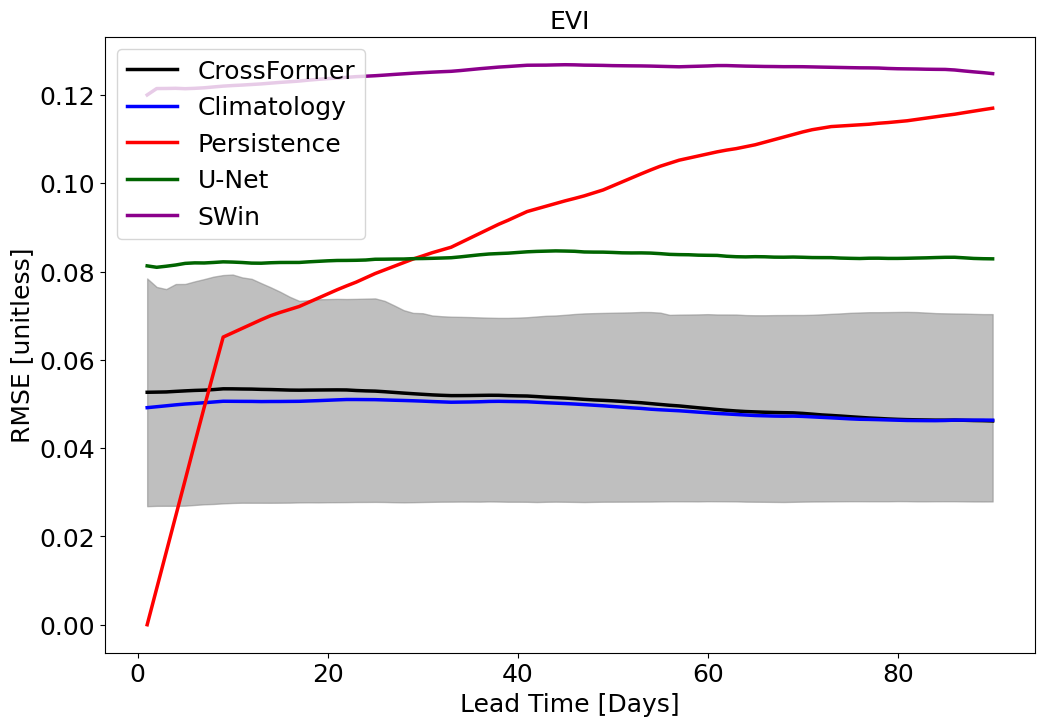 EVI
CrossFormer
Climatology
Persistence
U-Net
SWin
RMSE [unitless]
0.12
0.10
0.08
0.06
0.04
0.02
0.00
0 20 40 60 80
Lead Time [Days]